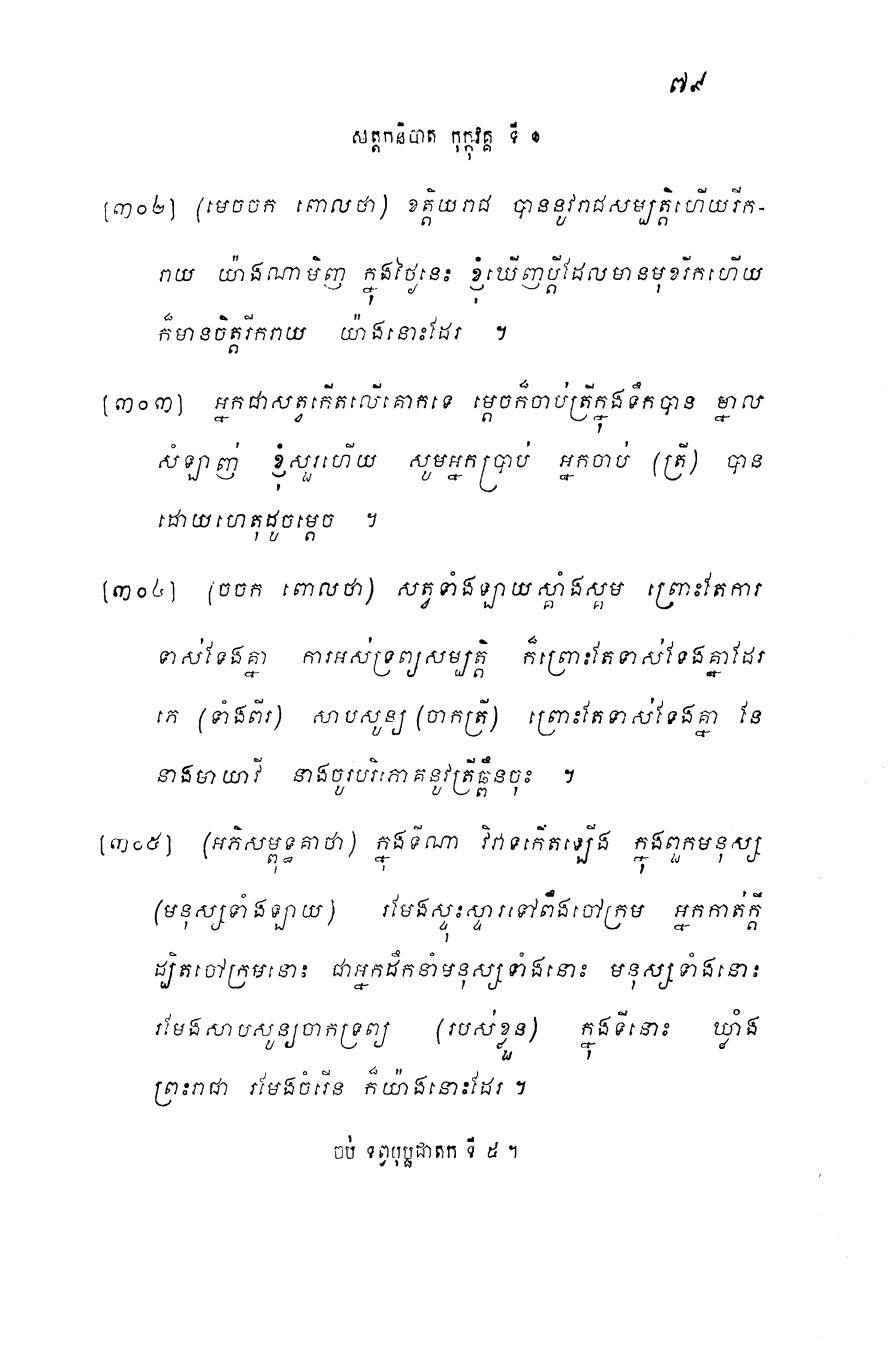 ៧៩
សត្តកនិបាត កុក្កុវគ្គ ទី ១
[៣០២] (មេចចក ពោលថា) ខត្តិយរាជ បាននូវរាជសម្បត្តិហើយរីក-
រាយ យ៉ាងណាមិញ ក្នុងថ្ងៃនេះ ខ្ញុំឃើញប្តីដែលមានមុខរីកហើយ
ក៏មានចិត្តរីករាយ យ៉ាងនោះដែរ ។
[៣០៣] អ្នកជាសត្វកើតលើគោកទេ ម្តេចក៏ចាប់ត្រីក្នុងទឹកបាន ម្នាល
សំឡាញ់ ខ្ញុំសួរហើយ សូមអ្នកប្រាប់ អ្នកចាប់ (ត្រី) បាន
ដោយហេតុដូចម្តេច ។
[៣០៤] (ចចក ពោលថា) សត្វទាំងឡាយស្គាំងស្គម ព្រោះតែការ
ទាស់ទែងគ្នា ការអស់ទ្រព្យសម្បត្តិ ក៏ព្រោះតែទាស់ទែងគ្នាដែរ
ភេ (ទាំងពីរ) សាបសូន្យ (ចាកត្រី) ព្រោះតែទាស់ទែងគ្នា នែ
នាងមាយាវី នាងចូរបរិភោគនូវត្រីឆ្ពឹនចុះ ។
[៣០៥] (អភិសម្ពុទ្ធគាថា) ក្នុងទីណា វិវាទកើតឡើង ក្នុងពួកមនុស្ស
(មនុស្សទាំងឡាយ) រមែងស្ទុះស្ទារទៅពឹងចៅក្រម អ្នកកាត់ក្តី
ដ្បិតចៅក្រមនោះ ជាអ្នកដឹកនាំមនុស្សទាំងនោះ មនុស្សទាំងនោះ
រមែងសាបសូន្យចាកទ្រព្យ (របស់ខ្លួន) ក្នុងទីនោះ ឃ្លាំង
ព្រះរាជា រមែងចំរើន ក៏យ៉ាងនោះដែរ ។
ចប់ ទព្វបុប្ផជាតក ទី ៥ ។